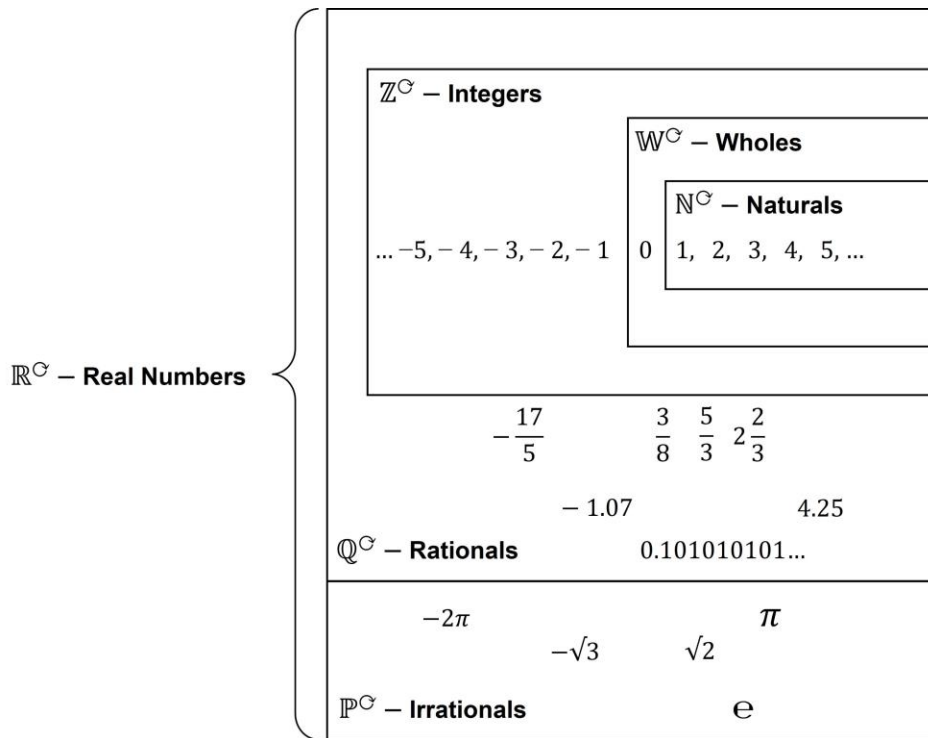 ℤ⟳ – Integers
𝕎⟳ – Wholes
ℕ⟳ – Naturals
... −5, − 4, − 3, − 2, − 1 0 1, 2, 3, 4, 5, ...
ℝ⟳ – Real Numbers
−17/5 3/8 5/3 2 2/3
− 1.07 4.25
ℚ⟳ – Rationals 0.101010101...
−2π π
−√3 √2
ℙ⟳ – Irrationals e